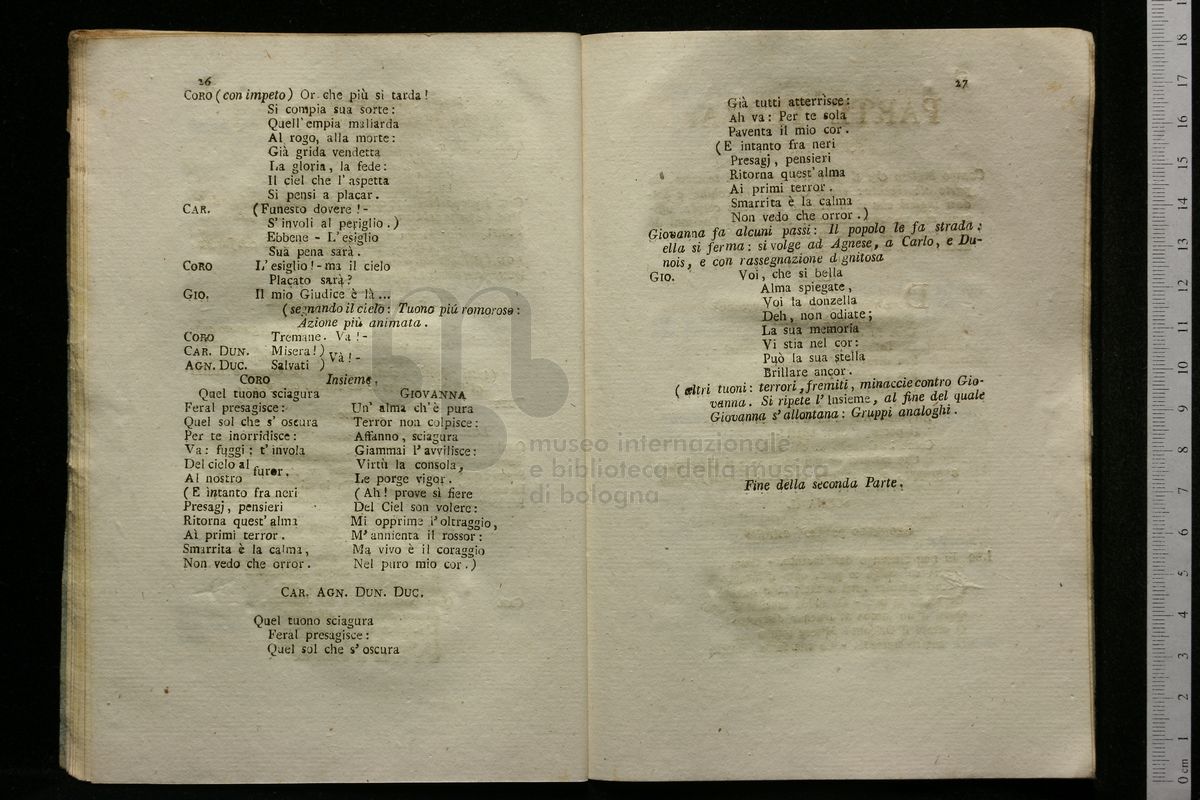 26
CORO (con impeto) Or che più si tarda!
Si compia sua sorte:
Quell' empia maliarda
Al rogo, alla morte:
Già grida vendetta
La gloria, la fede:
Il ciel che l' aspetta
Si pensi a placar.
CAR. (Funesto dovere! -
S' involi al periglio.)
Ebbene - L' esiglio
Sua pena sarà.
CORO L' esiglio! - ma il cielo
Placato sarà?
GIO. Il mio Giudice è là...
(segnando il cielo: Tuono più romoroso:
Azione più animata.
CORO Tremane. Va! -
CAR. DUN. Misera! )
AGN. DUC. Salvati ) Và! -
CORO Insieme.
Quel tuono sciagura
Feral presagisce:
Quel sol che s' oscura
Per te inorridisce:
Va: fuggi: t' invola
Del cielo al
Al nostro furor.
(E intanto fra neri
Presagj, pensieri
Ritorna quest' alma
Ai primi terror.
Smarrita è la calma,
Non vedo che orror.
GIOVANNA
Un' alma ch' è pura
Terror non colpisce:
Affanno, sciagura
Giammai l' avvilisce:
Virtù la consola,
Le porge vigor.
(Ah! prove sì fiere
Del Ciel son volere:
Mi opprime l' oltraggio,
M' annienta il rossor:
Ma vivo è il coraggio
Nel puro mio cor.)
CAR. AGN. DUN. DUC.
Quel tuono sciagura
Feral presagisce:
Quel sol che s' oscura
27
Già tutti atterrisce:
Ah va: Per te sola
Paventa il mio cor.
(E intanto fra neri
Presagj, pensieri
Ritorna quest' alma
Ai primi terror.
Smarrita è la calma
Non vedo che orror.)
Giovanna fa alcuni passi: Il popolo le fa strada:
ella si ferma: si volge ad Agnese, a Carlo, e Du-
nois, e con rassegnazione dignitosa
GIO. Voi, che si bella
Alma spiegate,
Voi la donzella
Deh, non odiate;
La sua memoria
Vi stia nel cor:
Può la sua stella
Brillare ancor.
(altri tuoni: terrori, fremiti, minaccie contro Gio-
vanna. Si ripete l' Insieme, al fine del quale
Giovanna s' allontana: Gruppi analoghi.
Fine della seconda Parte.
museo internazionale
e biblioteca della musica
di bologna